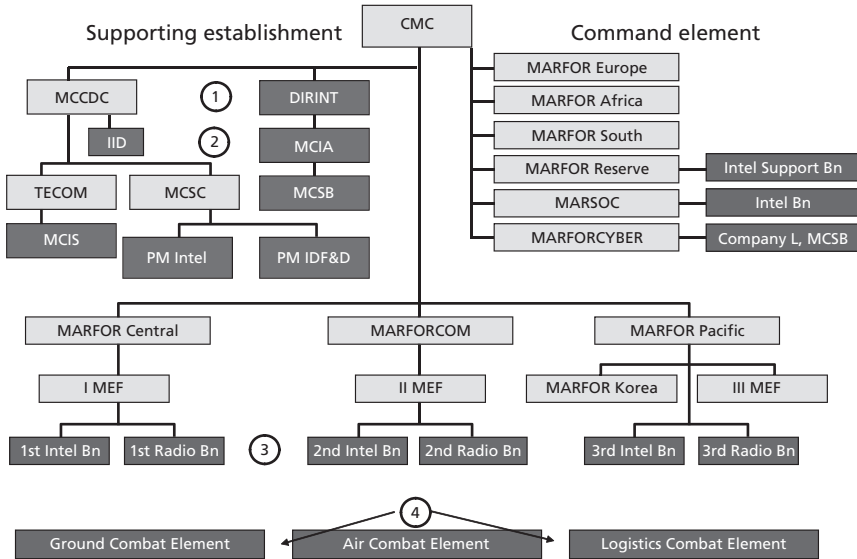 CMC
Supporting establishment
Command element
MCCDC
1
DIRINT
IID
2
MCIA
TECOM
MCSC
MCSB
MCIS
PM Intel
PM IDF&D
MARFOR Europe
MARFOR Africa
MARFOR South
MARFOR Reserve
Intel Support Bn
MARSOC
Intel Bn
MARFORCYBER
Company L, MCSB
MARFOR Central
MARFORCOM
MARFOR Pacific
I MEF
II MEF
MARFOR Korea
III MEF
1st Intel Bn
1st Radio Bn
3
2nd Intel Bn
2nd Radio Bn
3rd Intel Bn
3rd Radio Bn
4
Ground Combat Element
Air Combat Element
Logistics Combat Element